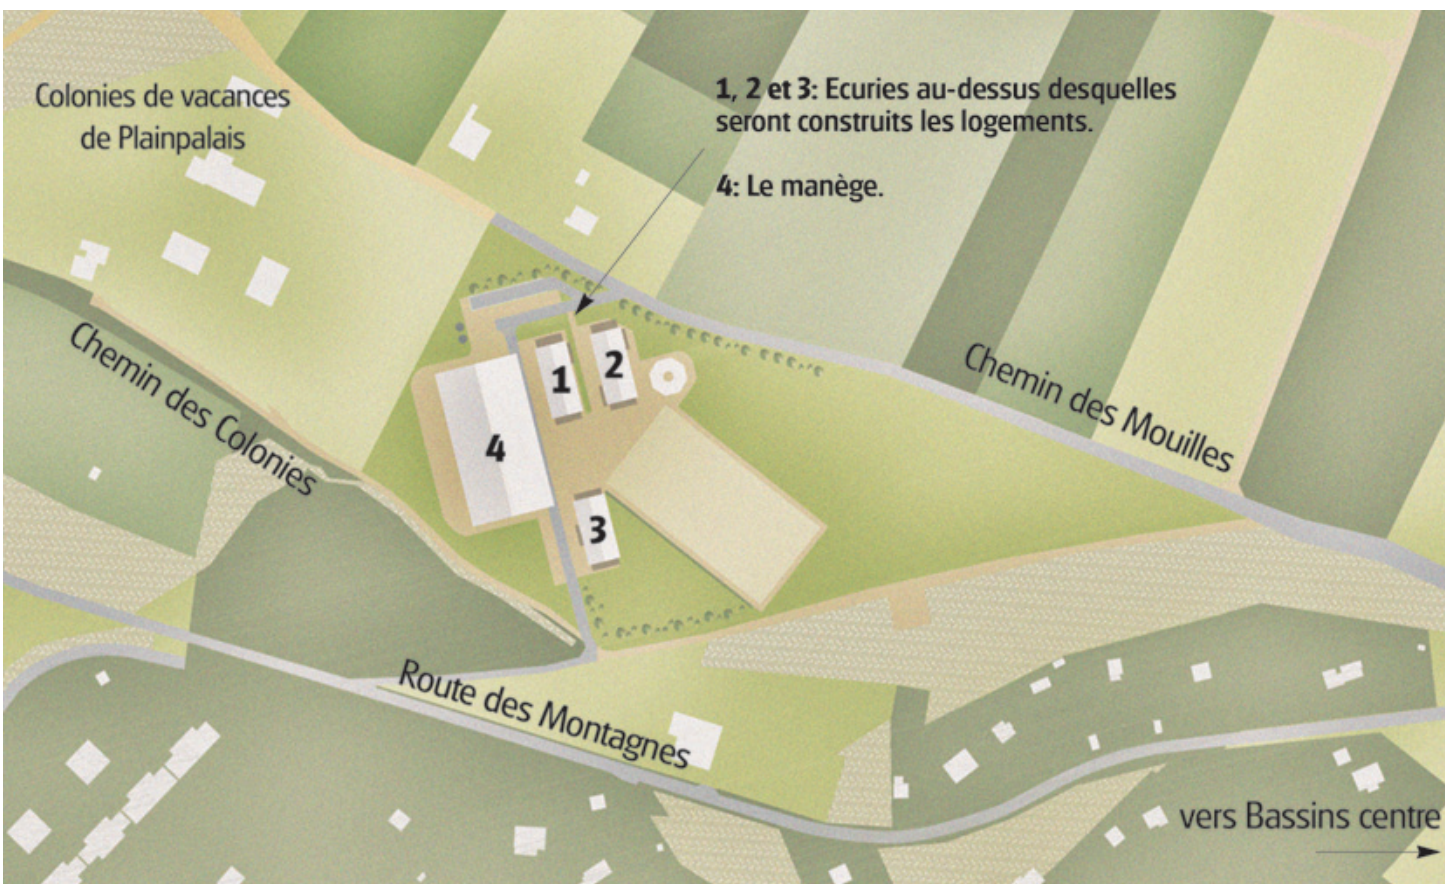 Colonies de vacances
de Plainpalais
1, 2 et 3: Ecuries au-dessus desquelles
seront construits les logements.
4: Le manège.
Chemin des Colonies
Chemin des Mouilles
1
2
4
3
Route des Montagnes
vers Bassins centre